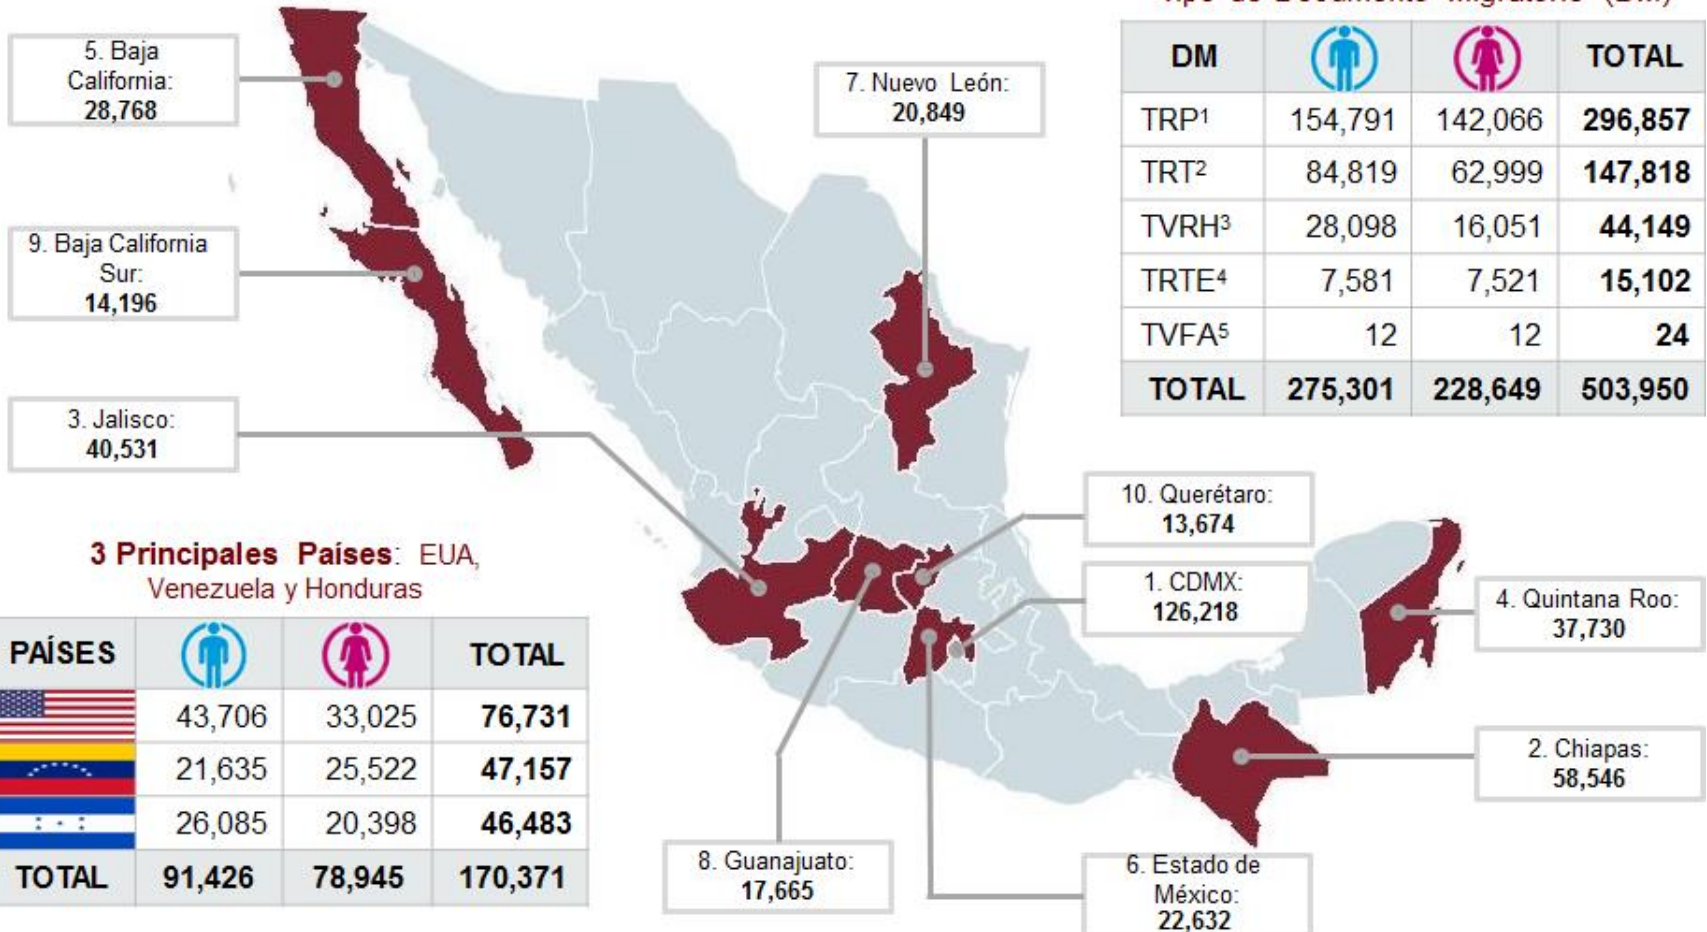 Tipo de Documento Migratorio (DM)
DM TOTAL
TRP¹ 154,791 142,066 296,857
TRT² 84,819 62,999 147,818
TVRH³ 28,098 16,051 44,149
TRTE⁴ 7,581 7,521 15,102
TVFA⁵ 12 12 24
TOTAL 275,301 228,649 503,950
5. Baja
California:
28,768
7. Nuevo León:
20,849
9. Baja California
Sur:
14,196
3. Jalisco:
40,531
10. Querétaro:
13,674
1. CDMX:
126,218
4. Quintana Roo:
37,730
2. Chiapas:
58,546
8. Guanajuato:
17,665
6. Estado de
México:
22,632
3 Principales Países: EUA,
Venezuela y Honduras
PAÍSES TOTAL
43,706 33,025 76,731
21,635 25,522 47,157
26,085 20,398 46,483
TOTAL 91,426 78,945 170,371